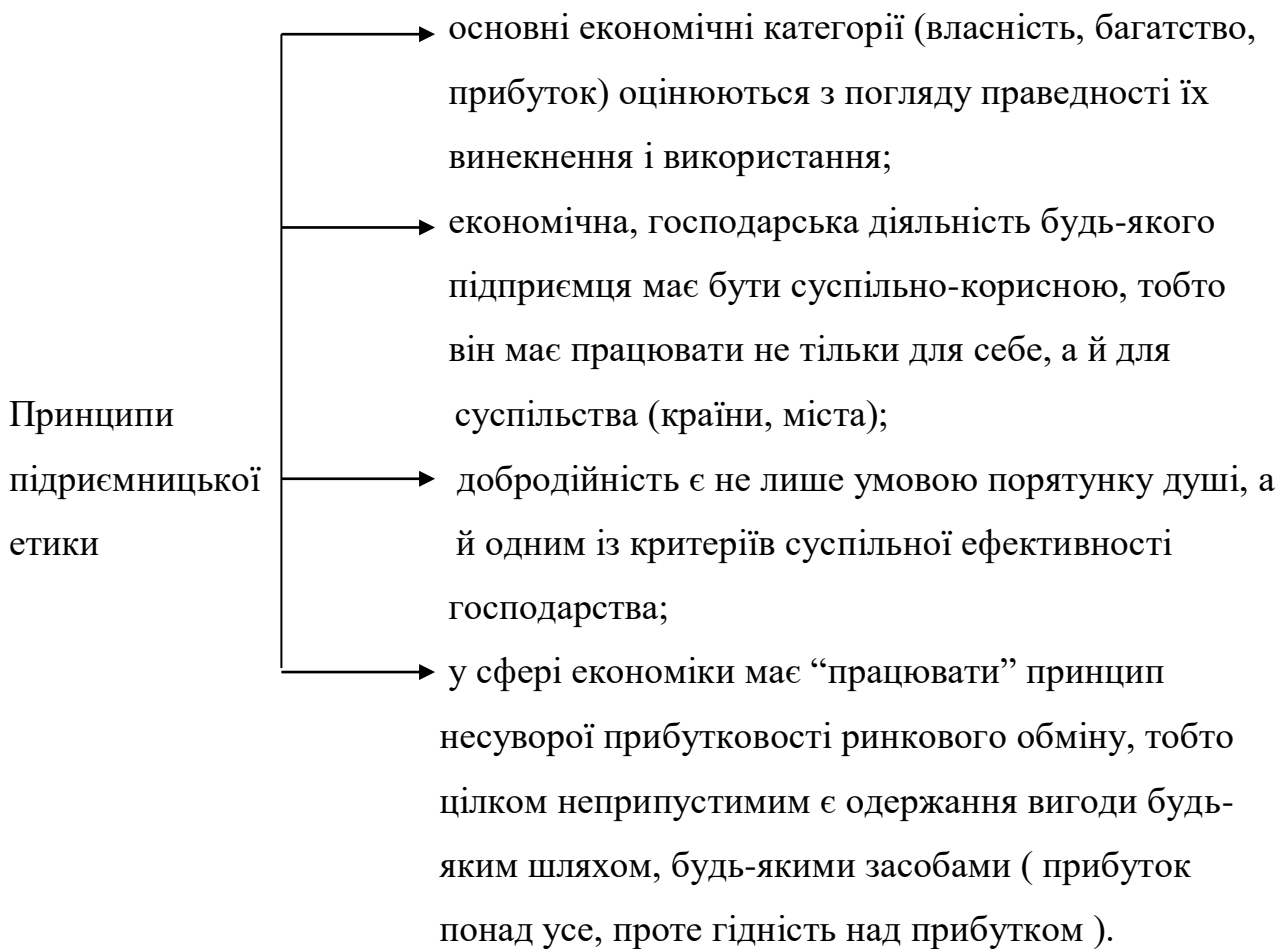 основні економічні категорії (власність, багатство,
прибуток) оцінюються з погляду праведності їх
винекнення і використання;
економічна, господарська діяльність будь-якого
підприємця має бути суспільно-корисною, тобто
він має працювати не тільки для себе, а й для
Принципи
суспільства (країни, міста);
підриємницької
добродійність є не лише умовою порятунку душі, а
етики
й одним із критеріїв суспільної ефективності
господарства;
у сфері економіки має “працювати” принцип
несуворої прибутковості ринкового обміну, тобто
цілком неприпустимим є одержання вигоди будь-
яким шляхом, будь-якими засобами ( прибуток
понад усе, проте гідність над прибутком ).